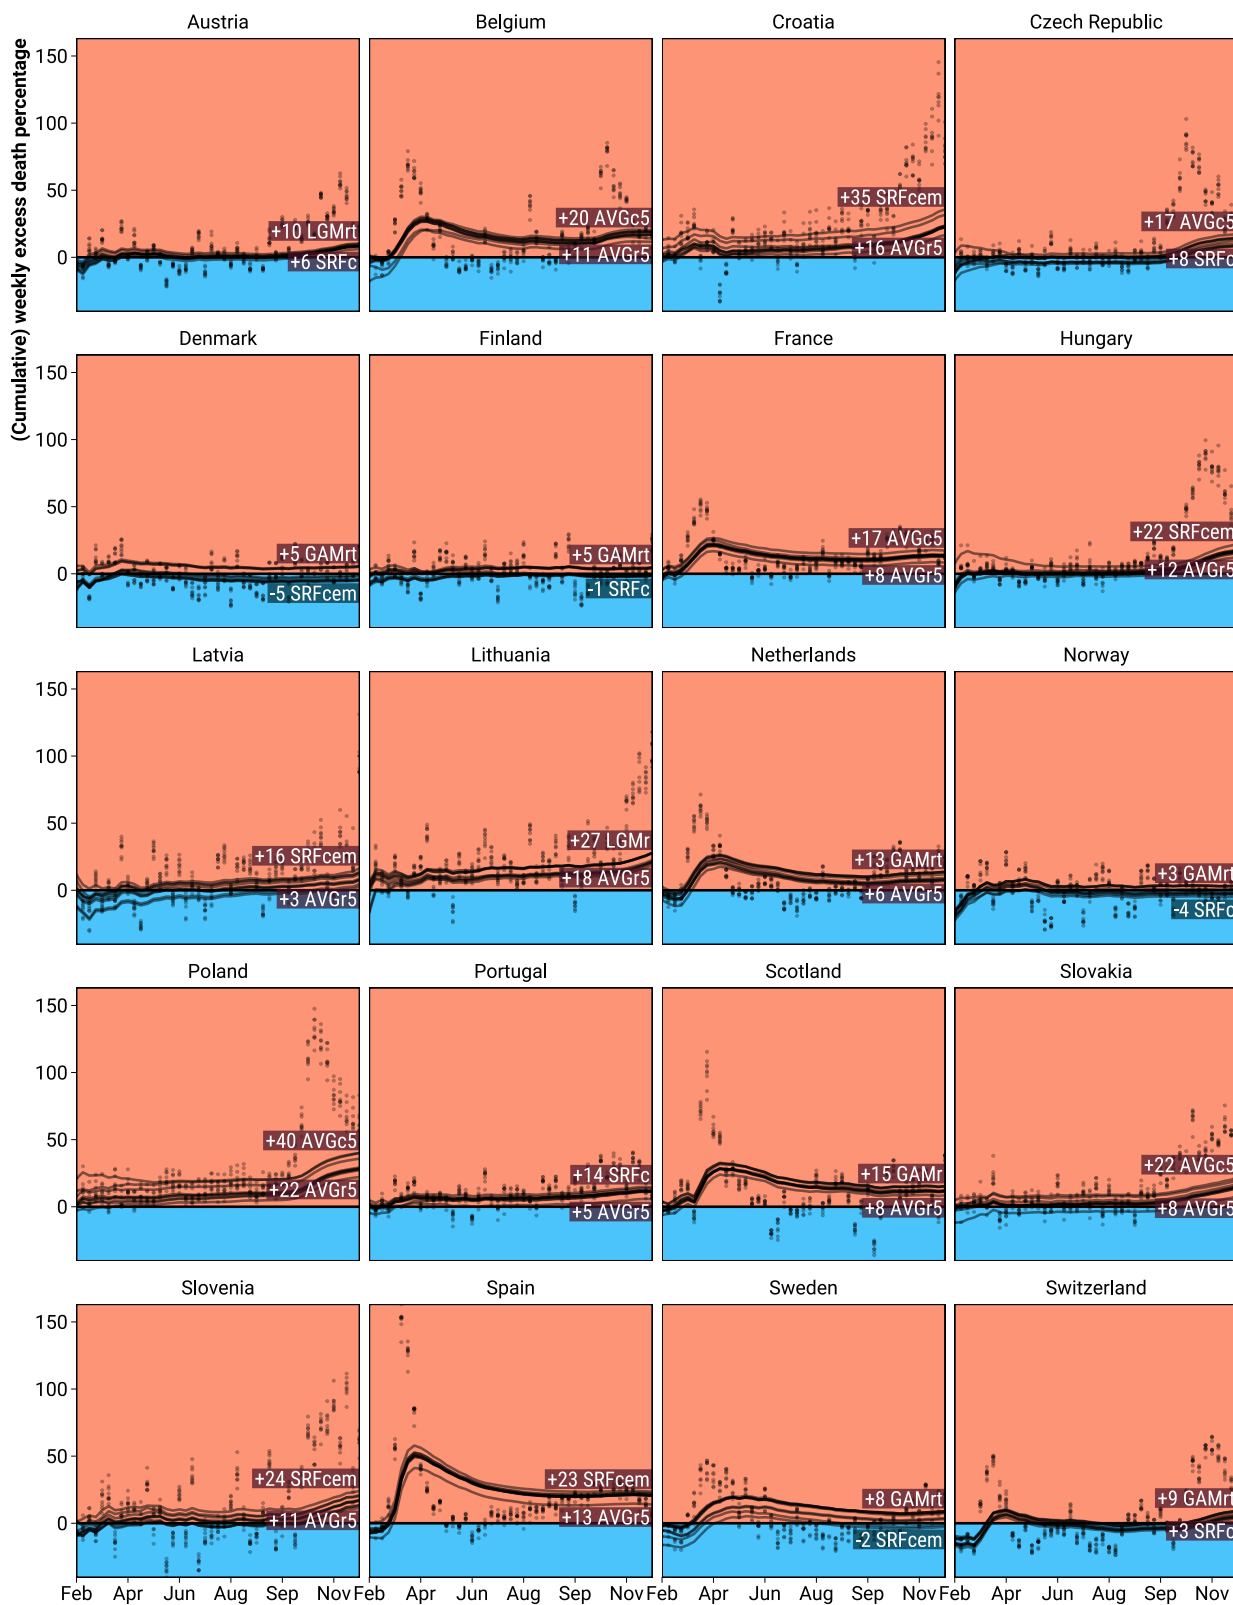 Austria Belgium Croatia Czech Republic
(Cumulative) weekly excess death percentage
150
100
50
0
+10 LGMrt
+6 SRFc
+20 AVGc5
+11 AVGr5
+35 SRFcem
+16 AVGr5
+17 AVGc5
+8 SRFc
Denmark Finland France Hungary
150
100
50
0
+5 GAMrt
-5 SRFcem
+5 GAMrt
-1 SRFc
+17 AVGc5
+8 AVGr5
+22 SRFcem
+12 AVGr5
Latvia Lithuania Netherlands Norway
150
100
50
0
+16 SRFcem
+3 AVGr5
+27 LGMr
+18 AVGr5
+13 GAMrt
+6 AVGr5
+3 GAMrt
-4 SRFc
Poland Portugal Scotland Slovakia
150
100
50
0
+40 AVGc5
+22 AVGr5
+14 SRFc
+5 AVGr5
+15 GAMr
+8 AVGr5
+22 AVGc5
+8 AVGr5
Slovenia Spain Sweden Switzerland
150
100
50
0
+24 SRFcem
+11 AVGr5
+23 SRFcem
+13 AVGr5
+8 GAMrt
-2 SRFcem
+9 GAMrt
+3 SRFc
Feb Apr Jun Aug Sep Nov Feb Apr Jun Aug Sep Nov Feb Apr Jun Aug Sep Nov Feb Apr Jun Aug Sep Nov